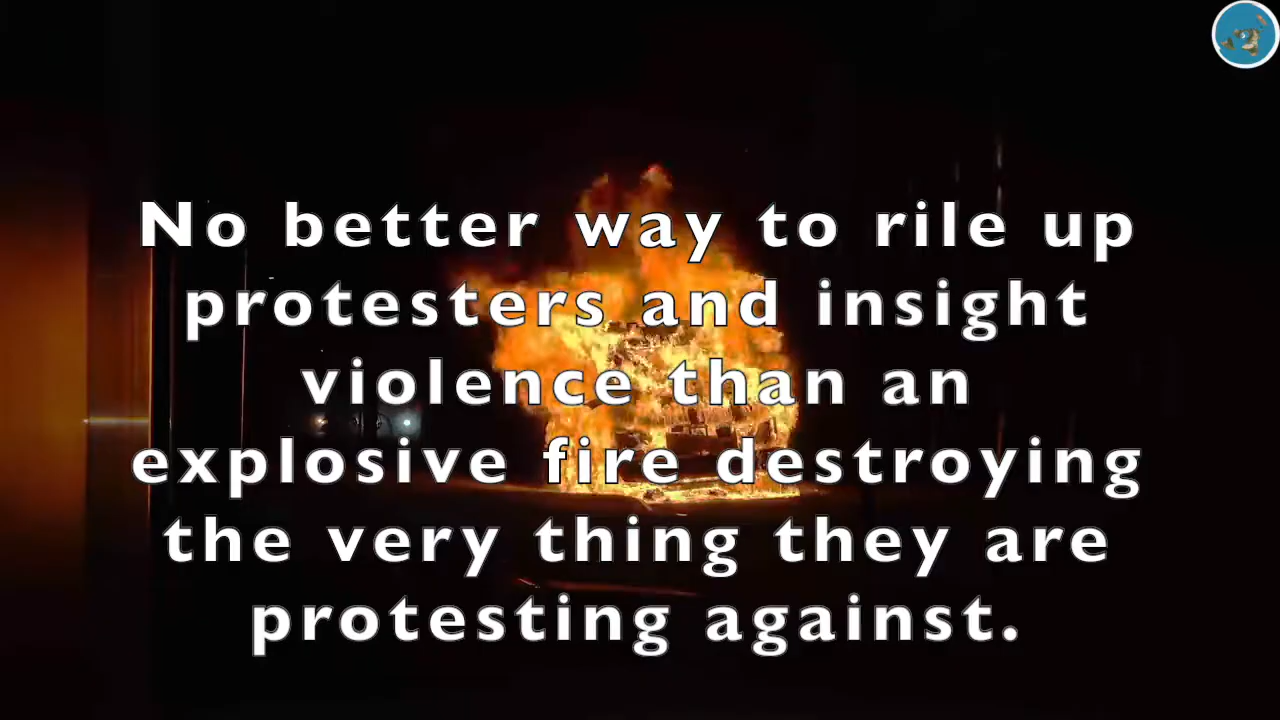 No better way to rile up
protesters and insight
violence than an
explosive fire destroying
the very thing they are
protesting against.